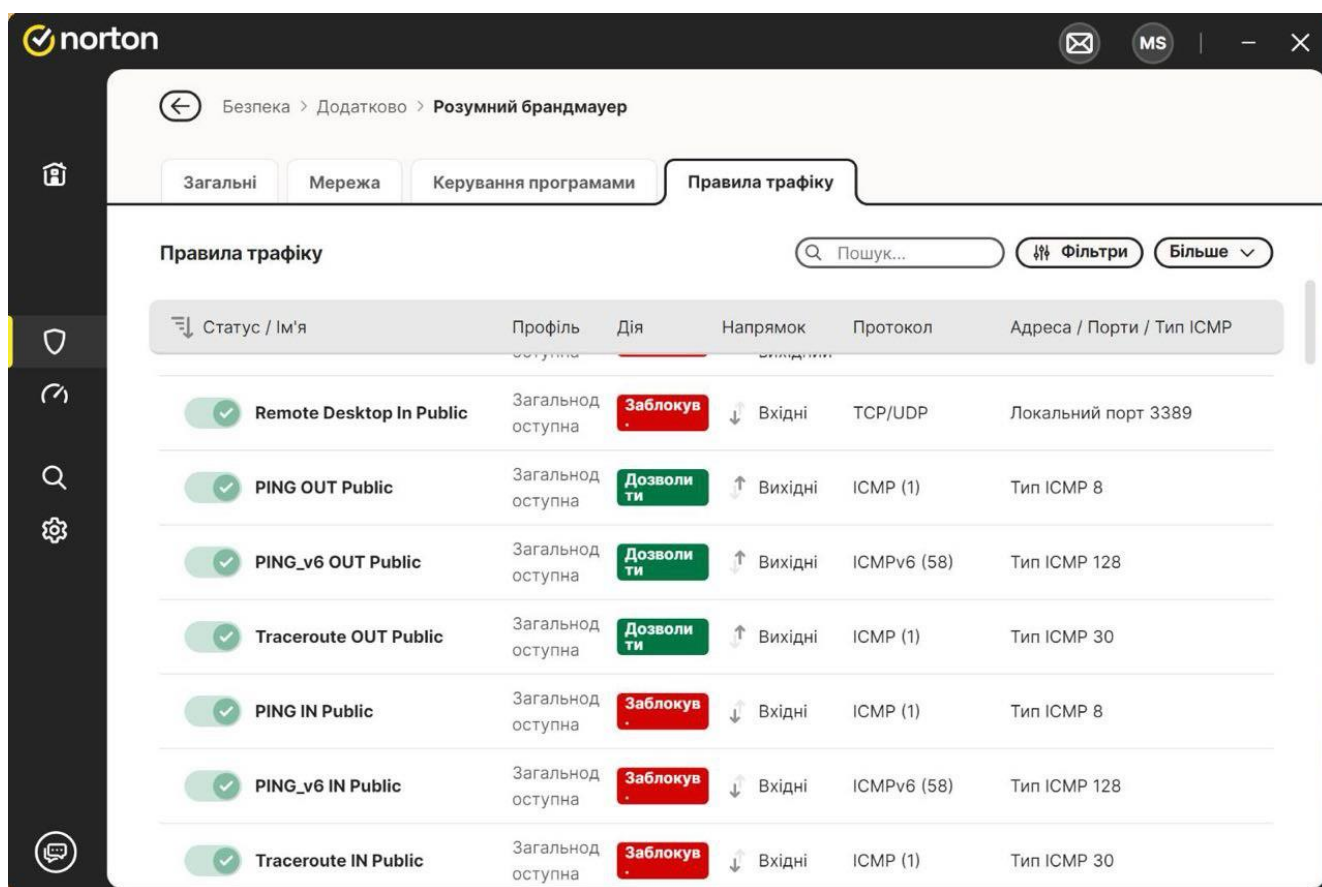 norton
MS
Безпека > Додатково > Розумний брандмауер
Загальні Мережа Керування програмами Правила трафіку
Правила трафіку Пошук... Фільтри Більше
Статус / Ім'я Профіль Дія Напрямок Протокол Адреса / Порти / Тип ICMP
Remote Desktop In Public Загальнод оступна Заблокув . Вхідні TCP/UDP Локальний порт 3389
PING OUT Public Загальнод оступна Дозволи ти Вихідні ICMP (1) Тип ICMP 8
PING_v6 OUT Public Загальнод оступна Дозволи ти Вихідні ICMPv6 (58) Тип ICMP 128
Traceroute OUT Public Загальнод оступна Дозволи ти Вихідні ICMP (1) Тип ICMP 30
PING IN Public Загальнод оступна Заблокув . Вхідні ICMP (1) Тип ICMP 8
PING_v6 IN Public Загальнод оступна Заблокув . Вхідні ICMPv6 (58) Тип ICMP 128
Traceroute IN Public Загальнод оступна Заблокув . Вхідні ICMP (1) Тип ICMP 30